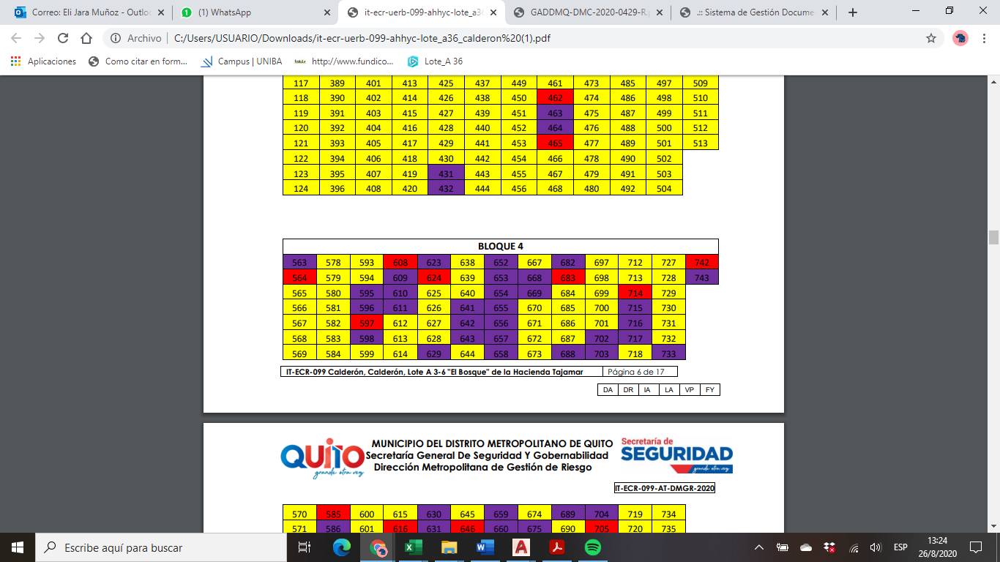 Correo: Eli Jara Muñoz - Outlo
(1) WhatsApp
it-ecr-uerb-099-ahhyc-lote_a36
GADDMQ-DMC-2020-0429-R.p
.:: Sistema de Gestión Docume
Archivo C:/Users/USUARIO/Downloads/it-ecr-uerb-099-ahhyc-lote_a36_calderon%20(1).pdf
Aplicaciones Como citar en form... Campus | UNIBA http://www.fundico... Lote_A 36
117 389 401 413 425 437 449 461 473 485 497 509
118 390 402 414 426 438 450 462 474 486 498 510
119 391 403 415 427 439 451 463 475 487 499 511
120 392 404 416 428 440 452 464 476 488 500 512
121 393 405 417 429 441 453 465 477 489 501 513
122 394 406 418 430 442 454 466 478 490 502
123 395 407 419 431 443 455 467 479 491 503
124 396 408 420 432 444 456 468 480 492 504
BLOQUE 4
563 578 593 608 623 638 652 667 682 697 712 727 742
564 579 594 609 624 639 653 668 683 698 713 728 743
565 580 595 610 625 640 654 669 684 699 714 729
566 581 596 611 626 641 655 670 685 700 715 730
567 582 597 612 627 642 656 671 686 701 716 731
568 583 598 613 628 643 657 672 687 702 717 732
569 584 599 614 629 644 658 673 688 703 718 733
IT-ECR-099 Calderón, Calderón, Lote A 3-6 "El Bosque" de la Hacienda Tajamar Página 6 de 17
DA DR IA LA VP FY
QUITO
grande otra vez
MUNICIPIO DEL DISTRITO METROPOLITANO DE QUITO
Secretaría General De Seguridad Y Gobernabilidad
Dirección Metropolitana de Gestión de Riesgo
Secretaría de
SEGURIDAD
grande otra vez
IT-ECR-099-AT-DMGR-2020
570 585 600 615 630 645 659 674 689 704 719 734
571 586 601 616 631 646 660 675 690 705 720 735
Escribe aquí para buscar
ESP
13:24
26/8/2020